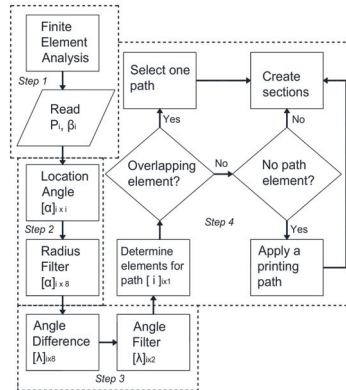 Finite
Element
Analysis
Step 1
Read
Pᵢ, βᵢ
Location
Angle
[α]ᵢ ₓ ᵢ
Step 2
Radius
Filter
[α]ᵢ ₓ ₈
Angle
Difference
[λ]ᵢₓ₈
Angle
Filter
[λ]ᵢₓ₂
Step 3
Determine
elements for
path [ i ]ᵢₓ₁
Overlapping
element?
Yes
No
Select one
path
Create
sections
No
No path
element?
Step 4
Yes
Apply a
printing
path